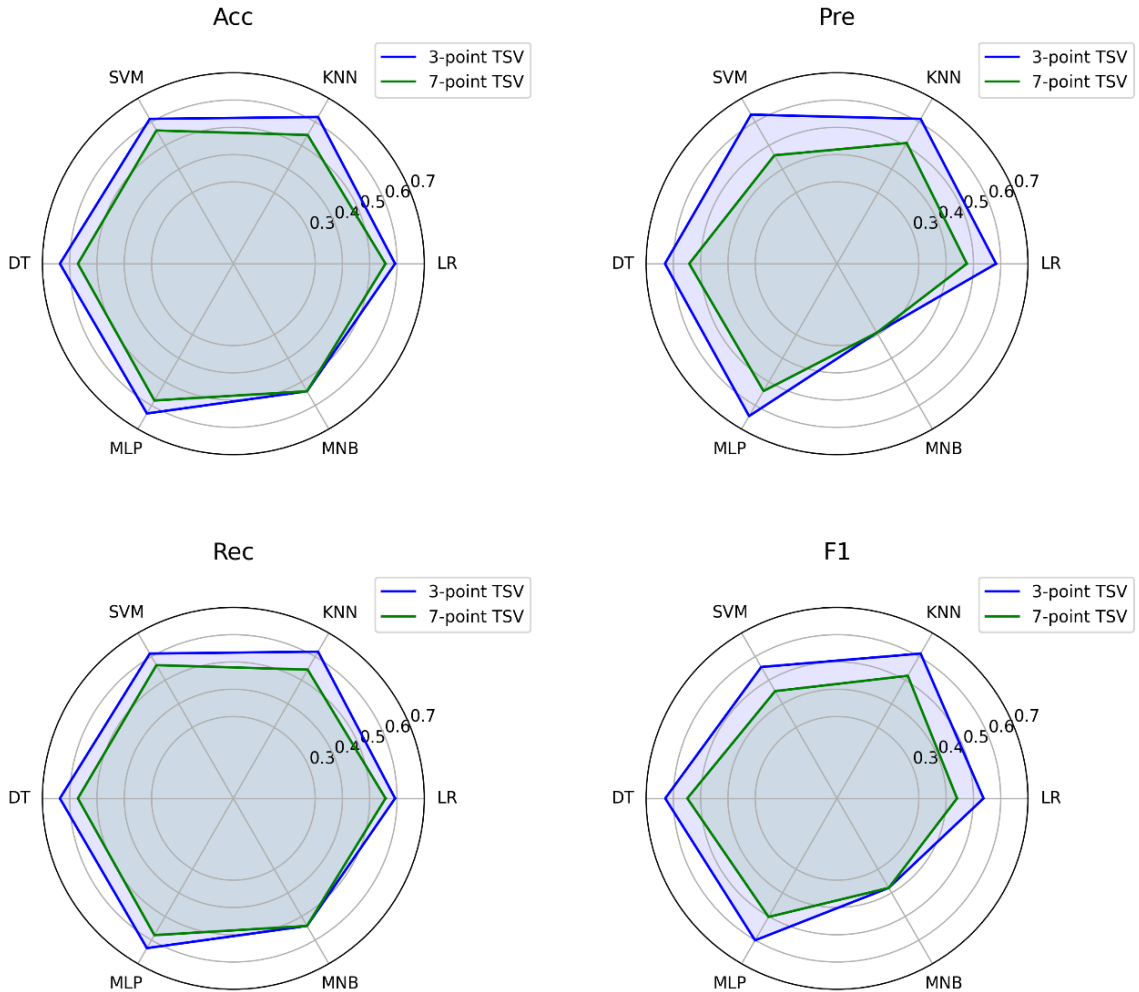 Acc
3-point TSV
7-point TSV
SVM
KNN
0.7
0.6
0.5
0.4
0.3
DT
LR
MLP
MNB
Pre
3-point TSV
7-point TSV
SVM
KNN
0.7
0.6
0.5
0.4
0.3
DT
LR
MLP
MNB
Rec
3-point TSV
7-point TSV
SVM
KNN
0.7
0.6
0.5
0.4
0.3
DT
LR
MLP
MNB
F1
3-point TSV
7-point TSV
SVM
KNN
0.7
0.6
0.5
0.4
0.3
DT
LR
MLP
MNB